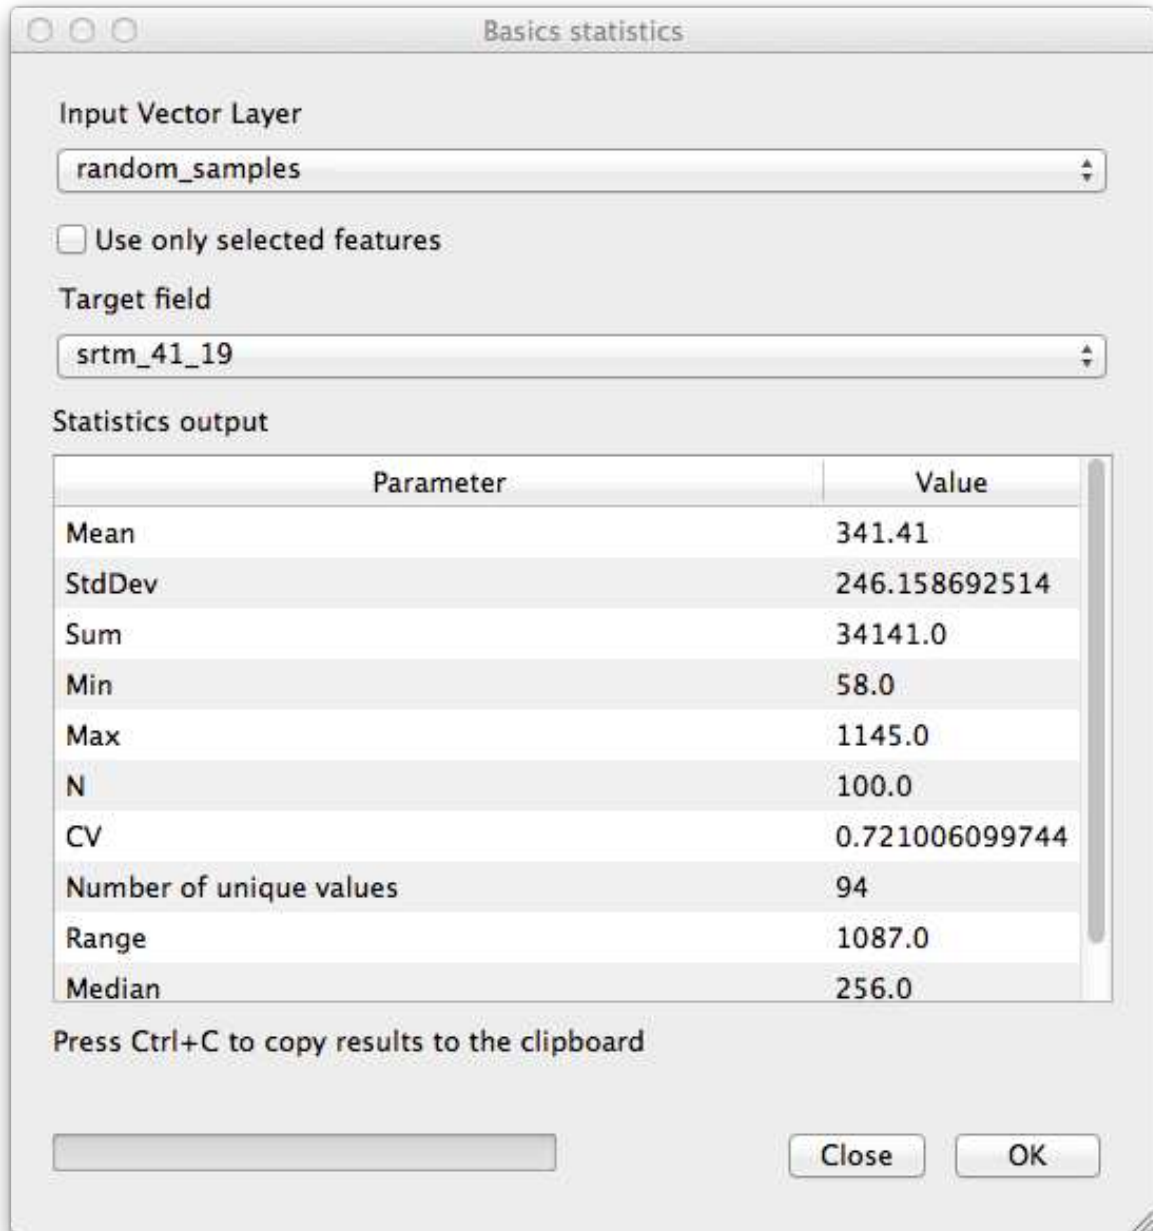 Basics statistics
Input Vector Layer
random_samples
Use only selected features
Target field
srtm_41_19
Statistics output
Parameter Value
Mean 341.41
StdDev 246.158692514
Sum 34141.0
Min 58.0
Max 1145.0
N 100.0
CV 0.721006099744
Number of unique values 94
Range 1087.0
Median 256.0
Press Ctrl+C to copy results to the clipboard
Close OK